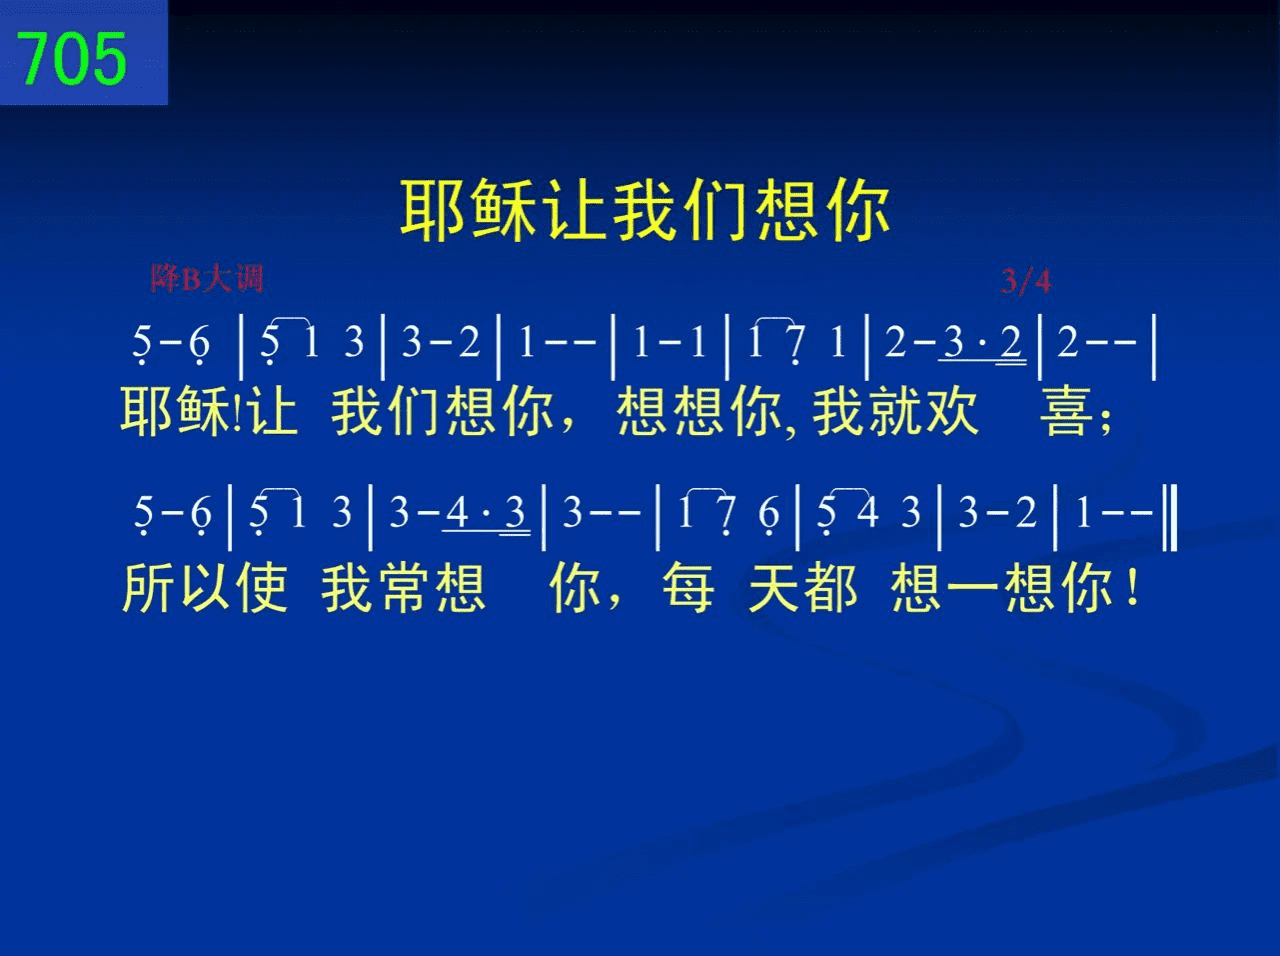 705
耶稣让我们想你
降B大调 3/4
5̣-6̣|5̣ 1 3|3-2|1--|1-1|1 7̣ 1|2-3·2|2--|
耶稣!让 我们想你，想想你,我就欢 喜；
5̣-6̣|5̣ 1 3|3-4·3|3--|1 7̣ 6̣|5̣ 4 3|3-2|1--‖
所以使 我常想 你，每 天都 想一想你！